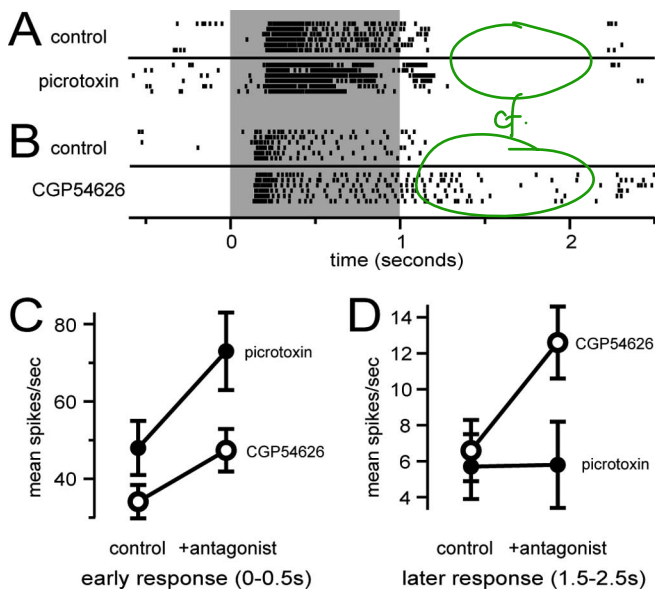 A
control
picrotoxin
cf.
B
control
CGP54626
0 1 2
time (seconds)
C
80
60
40
mean spikes/sec
picrotoxin
CGP54626
control +antagonist
early response (0-0.5s)
D
14
12
10
8
6
4
mean spikes/sec
CGP54626
picrotoxin
control +antagonist
later response (1.5-2.5s)